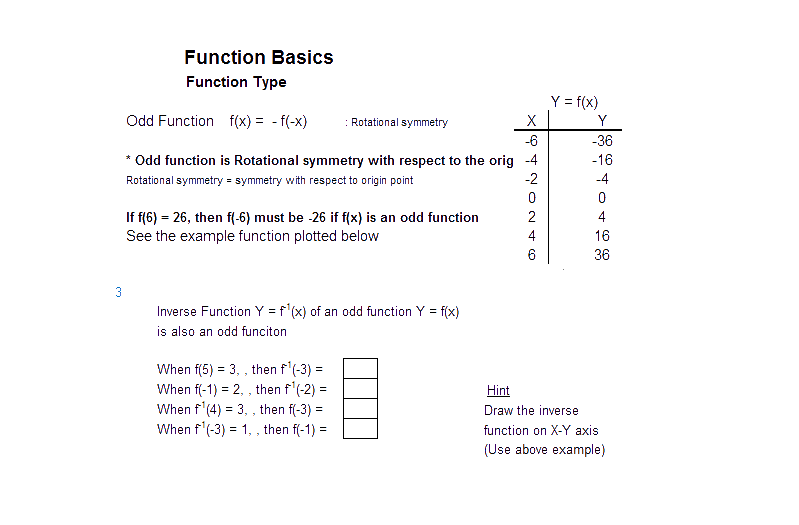 Function Basics
Function Type
Y = f(x)
Odd Function f(x) = - f(-x) : Rotational symmetry X Y
-6 -36
* Odd function is Rotational symmetry with respect to the orig -4 -16
Rotational symmetry = symmetry with respect to origin point -2 -4
0 0
If f(6) = 26, then f(-6) must be -26 if f(x) is an odd function 2 4
See the example function plotted below 4 16
6 36
3
Inverse Function Y = f⁻¹(x) of an odd function Y = f(x)
is also an odd funciton
When f(5) = 3, , then f⁻¹(-3) =
When f(-1) = 2, , then f⁻¹(-2) =
Hint
When f⁻¹(4) = 3, , then f(-3) =
Draw the inverse
When f⁻¹(-3) = 1, , then f(-1) =
function on X-Y axis
(Use above example)